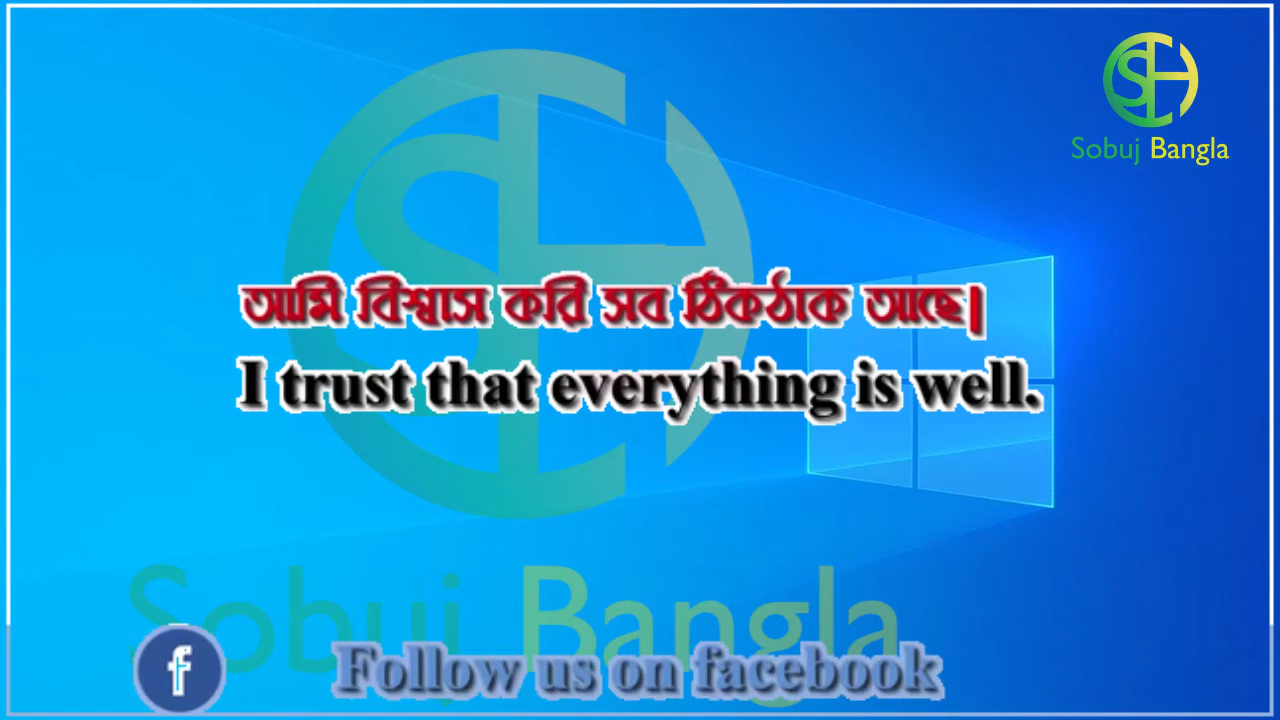 Sobuj Bangla
আমি বিশ্বাস করি সব ঠিকঠাক আছে।
I trust that everything is well.
Sobuj Bangla
f Follow us on facebook